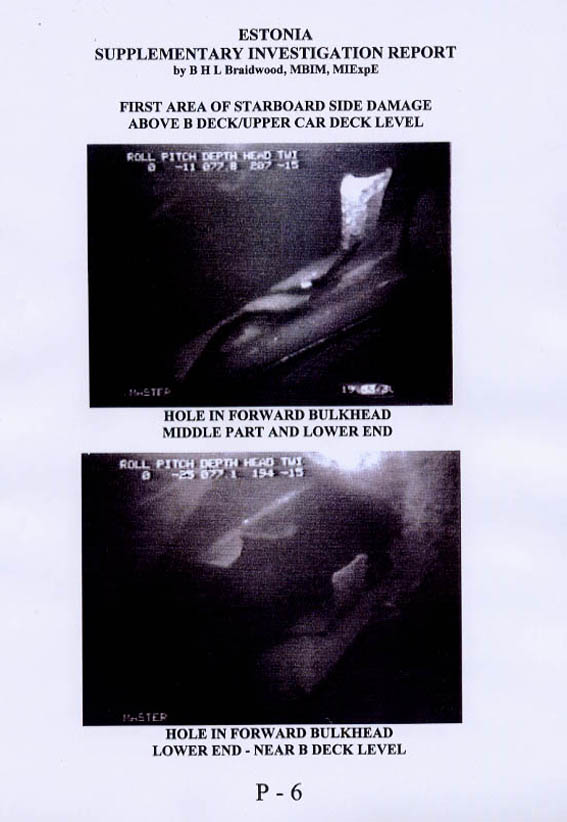 ESTONIA
SUPPLEMENTARY INVESTIGATION REPORT
by B H L Braidwood, MBIM, MIExpE
FIRST AREA OF STARBOARD SIDE DAMAGE
ABOVE B DECK/UPPER CAR DECK LEVEL
ROLL PITCH DEPTH HEAD TWI
0 -11 077.8 207 -15
MASTER
HOLE IN FORWARD BULKHEAD
MIDDLE PART AND LOWER END
ROLL PITCH DEPTH HEAD TWI
0 -25 077.1 194 -15
MASTER
HOLE IN FORWARD BULKHEAD
LOWER END - NEAR B DECK LEVEL
P - 6